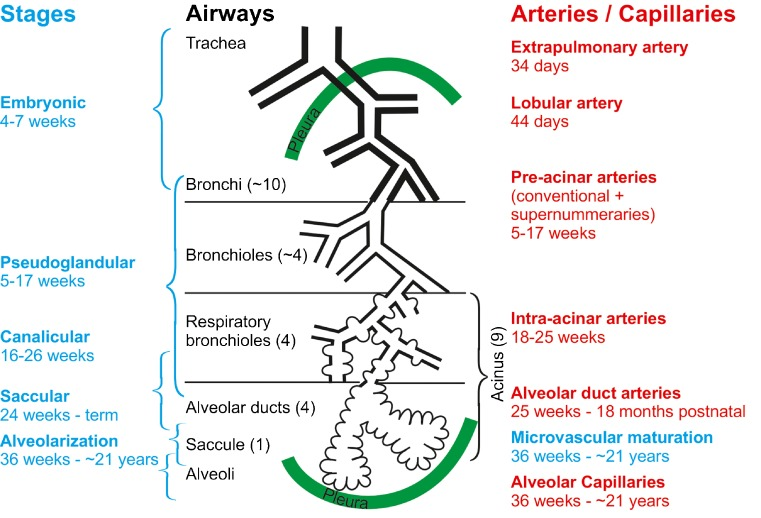 Stages
Embryonic
4-7 weeks
Pseudoglandular
5-17 weeks
Canalicular
16-26 weeks
Saccular
24 weeks - term
Alveolarization
36 weeks - ~21 years
Airways
Trachea
Bronchi (~10)
Bronchioles (~4)
Respiratory
bronchioles (4)
Alveolar ducts (4)
Saccule (1)
Alveoli
Pleura
Pleura
Acinus (9)
Arteries / Capillaries
Extrapulmonary artery
34 days
Lobular artery
44 days
Pre-acinar arteries
(conventional +
supernummeraries)
5-17 weeks
Intra-acinar arteries
18-25 weeks
Alveolar duct arteries
25 weeks - 18 months postnatal
Microvascular maturation
36 weeks - ~21 years
Alveolar Capillaries
36 weeks - ~21 years